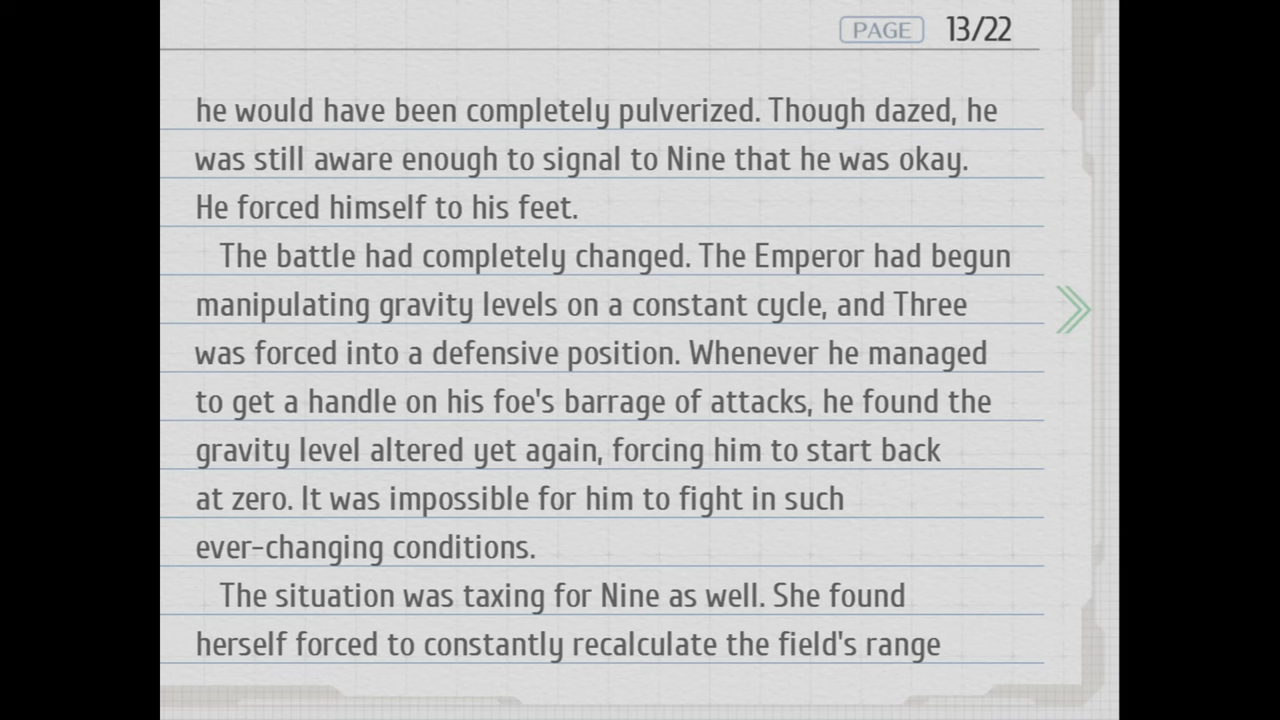 PAGE 13/22
he would have been completely pulverized. Though dazed, he
was still aware enough to signal to Nine that he was okay.
He forced himself to his feet.
The battle had completely changed. The Emperor had begun
manipulating gravity levels on a constant cycle, and Three
was forced into a defensive position. Whenever he managed
to get a handle on his foe's barrage of attacks, he found the
gravity level altered yet again, forcing him to start back
at zero. It was impossible for him to fight in such
ever-changing conditions.
The situation was taxing for Nine as well. She found
herself forced to constantly recalculate the field's range